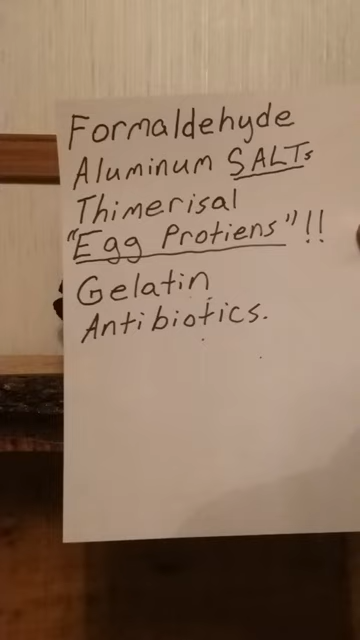 Formaldehyde
Aluminum SALTs
Thimerisal
"Egg Protiens"!!
Gelatin
Antibiotics.